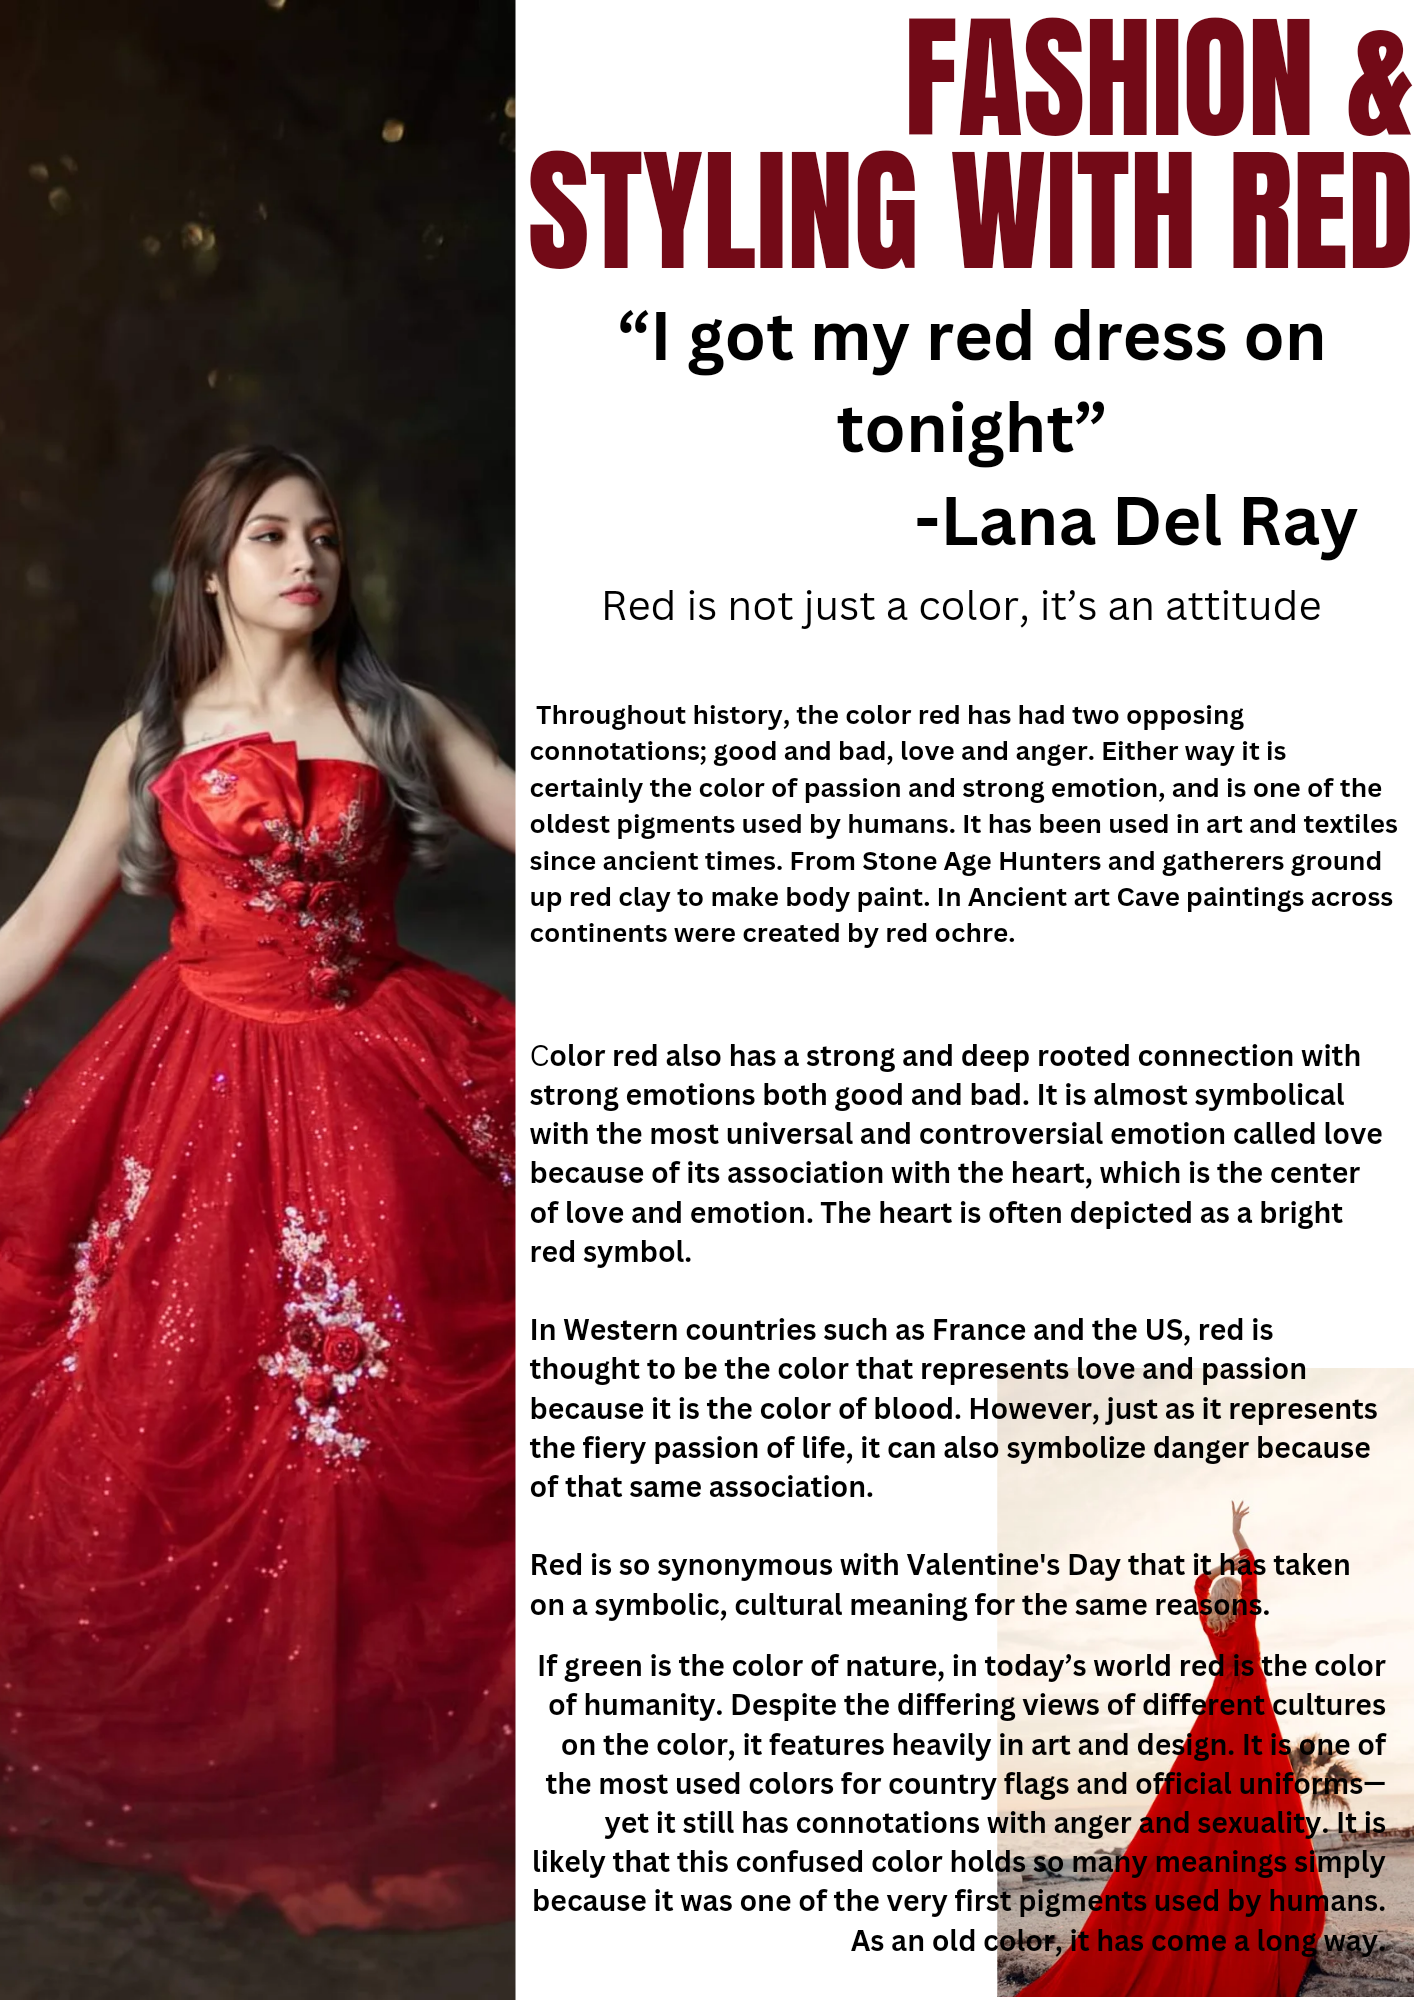 FASHION &
STYLING WITH RED
“I got my red dress on
tonight”
-Lana Del Ray
Red is not just a color, it’s an attitude
Throughout history, the color red has had two opposing
connotations; good and bad, love and anger. Either way it is
certainly the color of passion and strong emotion, and is one of the
oldest pigments used by humans. It has been used in art and textiles
since ancient times. From Stone Age Hunters and gatherers ground
up red clay to make body paint. In Ancient art Cave paintings across
continents were created by red ochre.
Color red also has a strong and deep rooted connection with
strong emotions both good and bad. It is almost symbolical
with the most universal and controversial emotion called love
because of its association with the heart, which is the center
of love and emotion. The heart is often depicted as a bright
red symbol.
In Western countries such as France and the US, red is
thought to be the color that represents love and passion
because it is the color of blood. However, just as it represents
the fiery passion of life, it can also symbolize danger because
of that same association.
Red is so synonymous with Valentine's Day that it has taken
on a symbolic, cultural meaning for the same reasons.
If green is the color of nature, in today’s world red is the color
of humanity. Despite the differing views of different cultures
on the color, it features heavily in art and design. It is one of
the most used colors for country flags and official uniforms—
yet it still has connotations with anger and sexuality. It is
likely that this confused color holds so many meanings simply
because it was one of the very first pigments used by humans.
As an old color, it has come a long way.